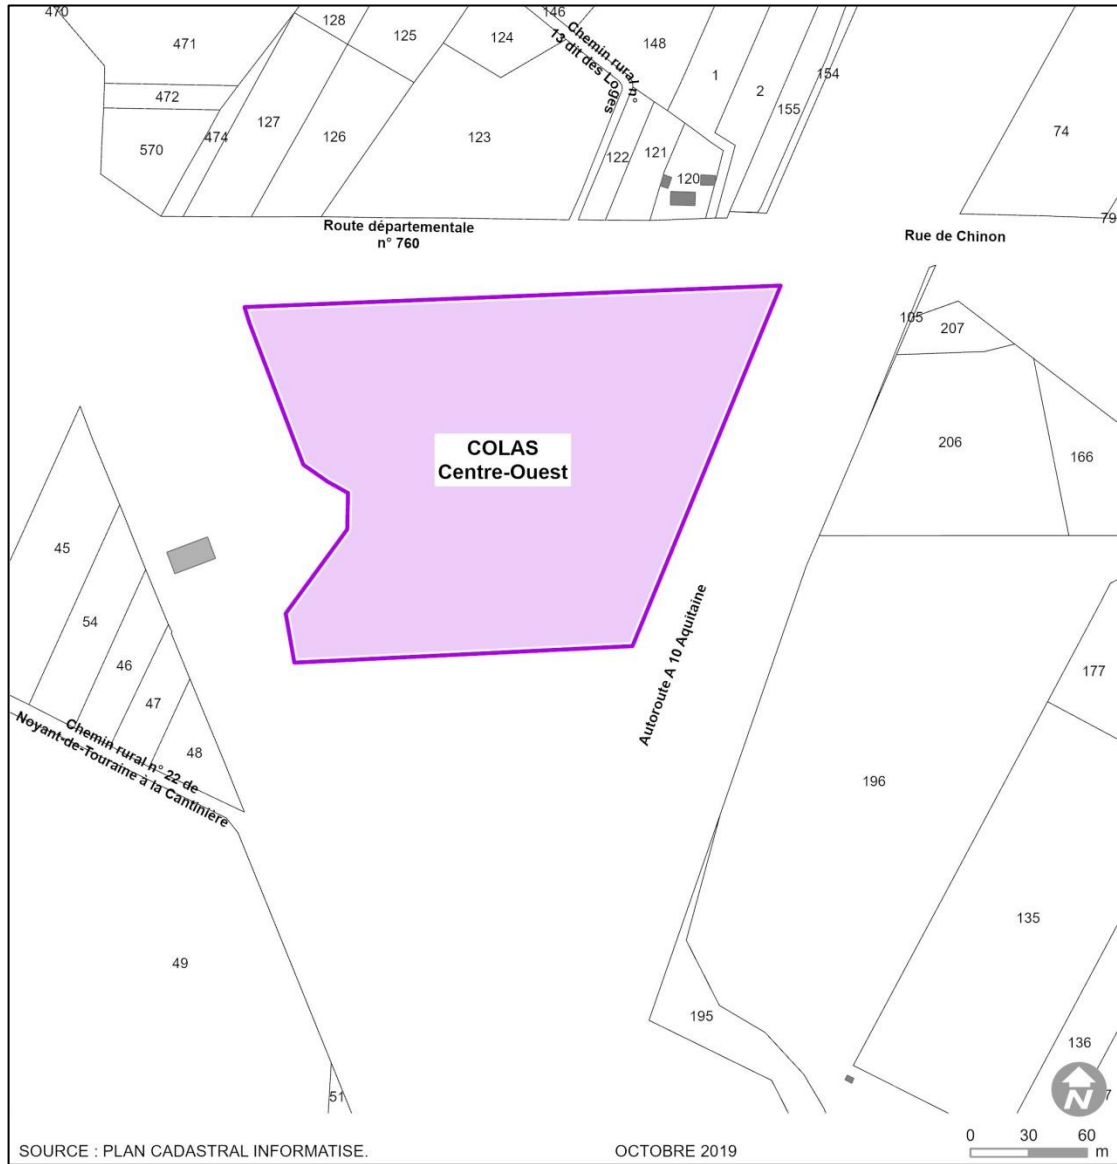 470
471
472
570
474
127
128
126
125
123
124
146
Chemin rural n°
13 dit des Loges
148
122
121
120
1
2
155
154
74
79
Route départementale
n° 760
Rue de Chinon
105
207
206
166
COLAS
Centre-Ouest
45
54
46
47
48
Chemin rural n° 22 de
Noyant-de-Touraine à la Cantinière
Autoroute A 10 Aquitaine
177
196
135
49
195
136
51
7
N
SOURCE : PLAN CADASTRAL INFORMATISE.
OCTOBRE 2019
0 30 60
m